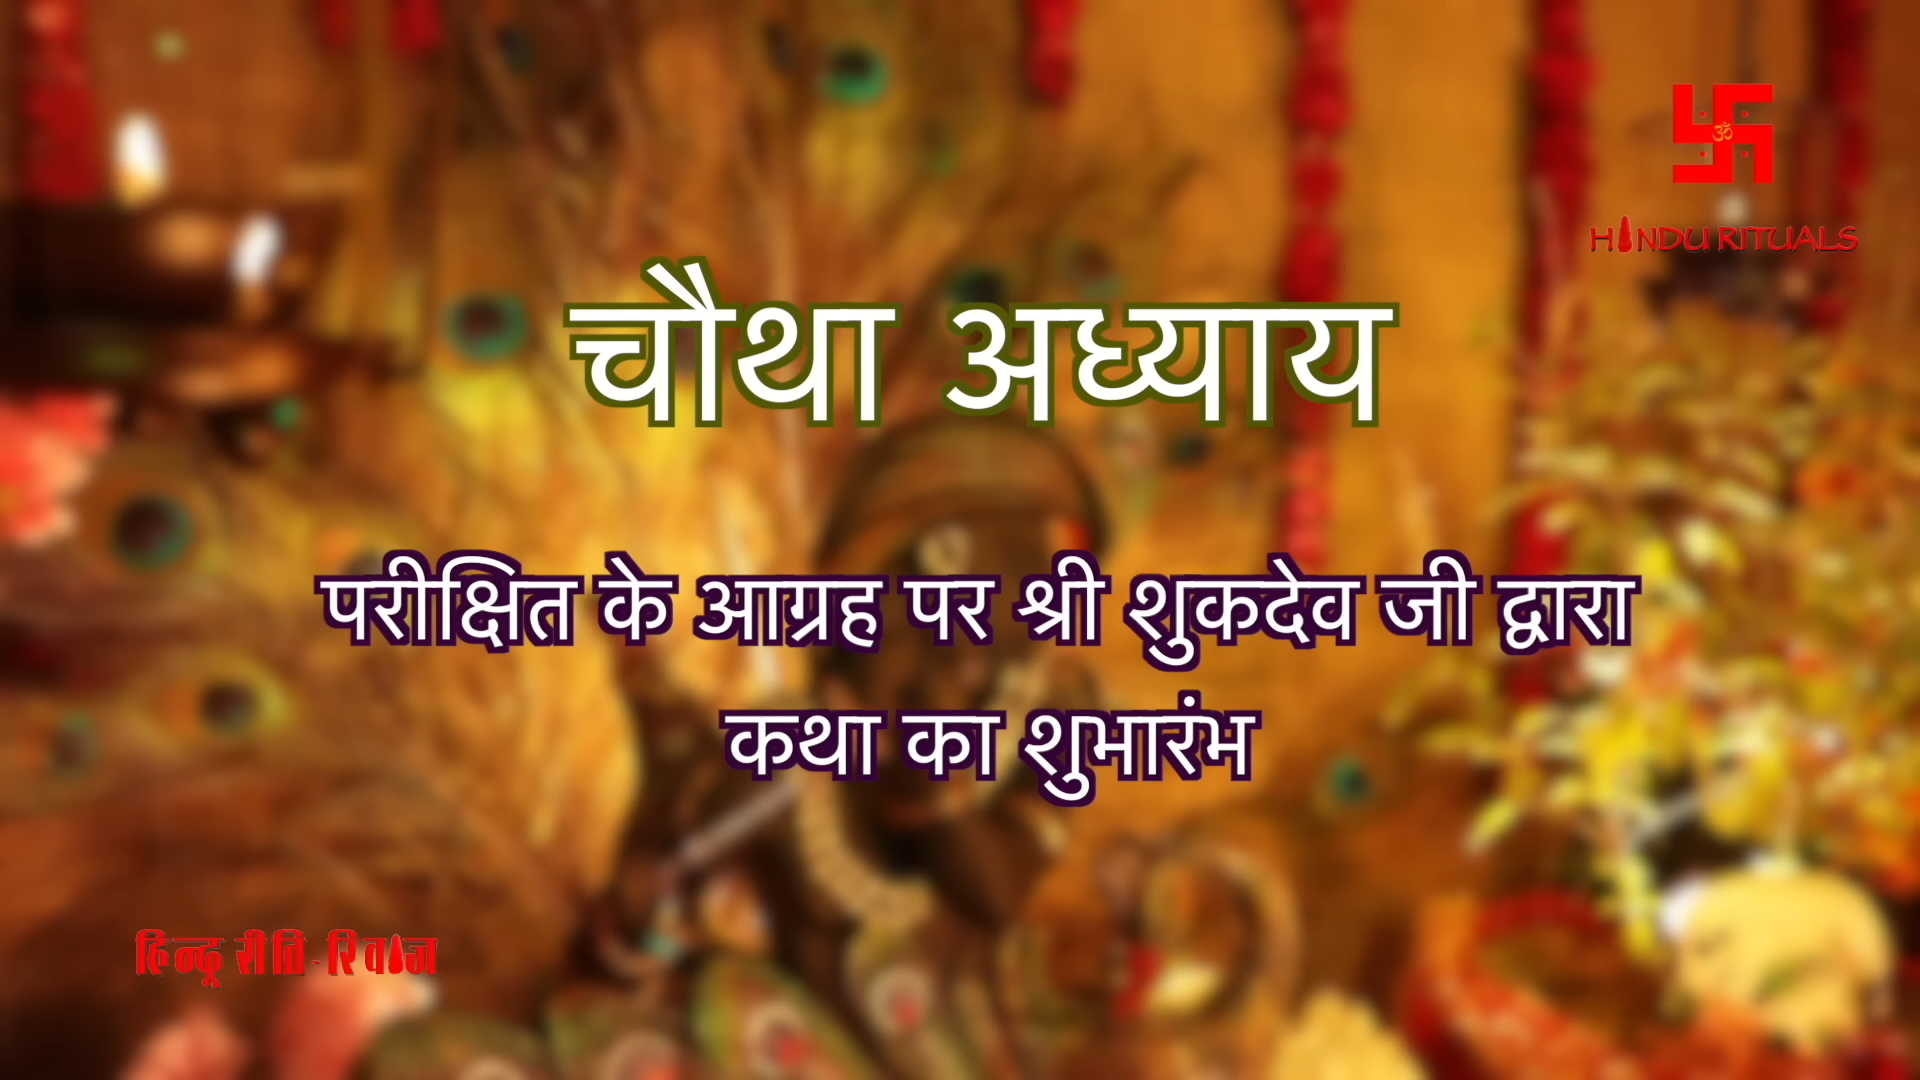 ॐ
HINDU RITUALS
चौथा अध्याय
परीक्षित के आग्रह पर श्री शुकदेव जी द्वारा
कथा का शुभारंभ
हिन्दू रीति-रिवाज